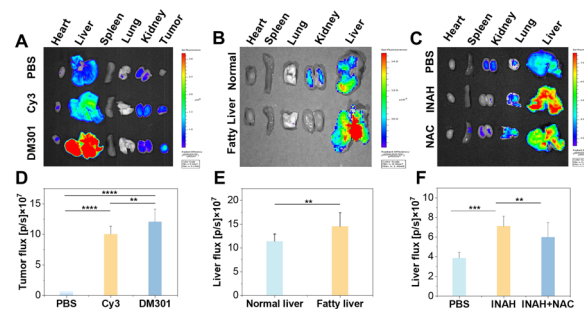 A
Heart
Liver
Spleen
Lung
Kidney
Tumor
PBS
Cy3
DM301
B
Heart
Spleen
Lung
Kidney
Liver
Normal
Fatty Liver
C
Heart
Spleen
Kidney
Lung
Liver
PBS
INAH
NAC
D
Tumor flux [p/s]×10⁷
15
10
5
0
****
****
**
PBS
Cy3
DM301
E
Liver flux [p/s]×10⁷
20
15
10
5
0
**
Normal liver
Fatty liver
F
Liver flux [p/s]×10⁷
10
8
6
4
2
0
***
**
PBS
INAH
INAH+NAC